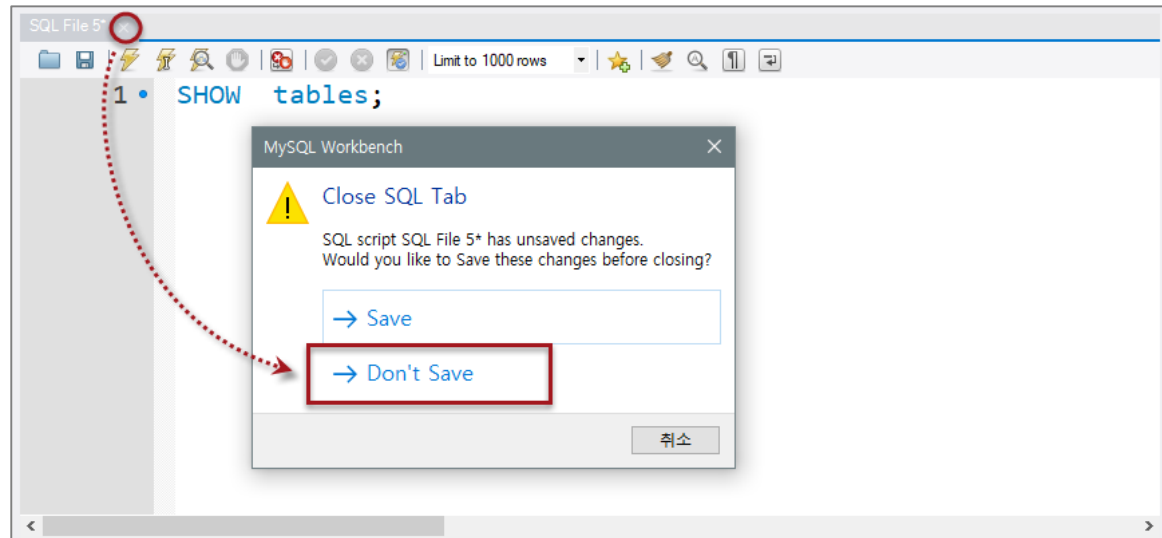 SQL File 5*
Limit to 1000 rows
1 SHOW tables;
MySQL Workbench
Close SQL Tab
SQL script SQL File 5* has unsaved changes.
Would you like to Save these changes before closing?
→ Save
→ Don't Save
취소